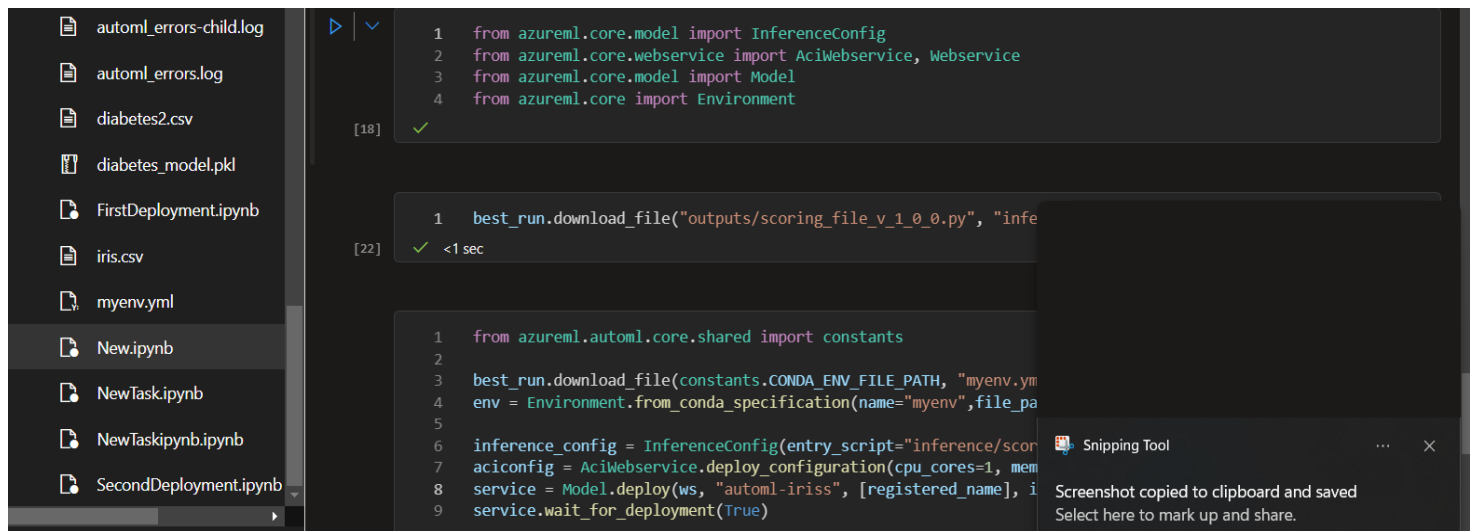 automl_errors-child.log
automl_errors.log
diabetes2.csv
diabetes_model.pkl
FirstDeployment.ipynb
iris.csv
myenv.yml
New.ipynb
NewTask.ipynb
NewTaskipynb.ipynb
SecondDeployment.ipynb
1 from azureml.core.model import InferenceConfig
2 from azureml.core.webservice import AciWebservice, Webservice
3 from azureml.core.model import Model
4 from azureml.core import Environment
[18]
1 best_run.download_file("outputs/scoring_file_v_1_0_0.py", "infe
[22] <1 sec
1 from azureml.automl.core.shared import constants
2
3 best_run.download_file(constants.CONDA_ENV_FILE_PATH, "myenv.ym
4 env = Environment.from_conda_specification(name="myenv",file_pa
5
6 inference_config = InferenceConfig(entry_script="inference/scor
7 aciconfig = AciWebservice.deploy_configuration(cpu_cores=1, mem
8 service = Model.deploy(ws, "automl-iriss", [registered_name], i
9 service.wait_for_deployment(True)
Snipping Tool
Screenshot copied to clipboard and saved
Select here to mark up and share.